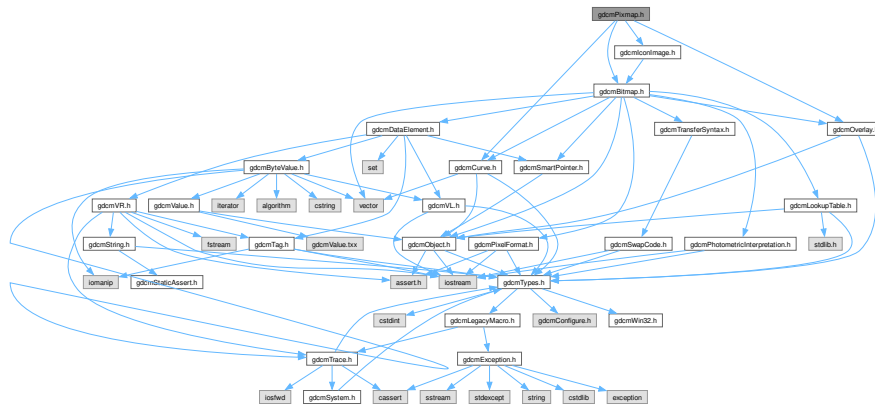 gdcmPixmap.h
gdcmIconImage.h
gdcmBitmap.h
gdcmDataElement.h
gdcmTransferSyntax.h
gdcmOverlay.h
gdcmByteValue.h
set
gdcmCurve.h
gdcmSmartPointer.h
gdcmVR.h
gdcmValue.h
iterator
algorithm
cstring
vector
gdcmVL.h
gdcmLookupTable.h
gdcmString.h
fstream
gdcmTag.h
gdcmValue.txx
gdcmObject.h
gdcmPixelFormat.h
gdcmSwapCode.h
gdcmPhotometricInterpretation.h
stdlib.h
iomanip
gdcmStaticAssert.h
assert.h
iostream
gdcmTypes.h
cstdint
gdcmLegacyMacro.h
gdcmConfigure.h
gdcmWin32.h
gdcmTrace.h
gdcmException.h
iosfwd
gdcmSystem.h
cassert
sstream
stdexcept
string
cstdlib
exception